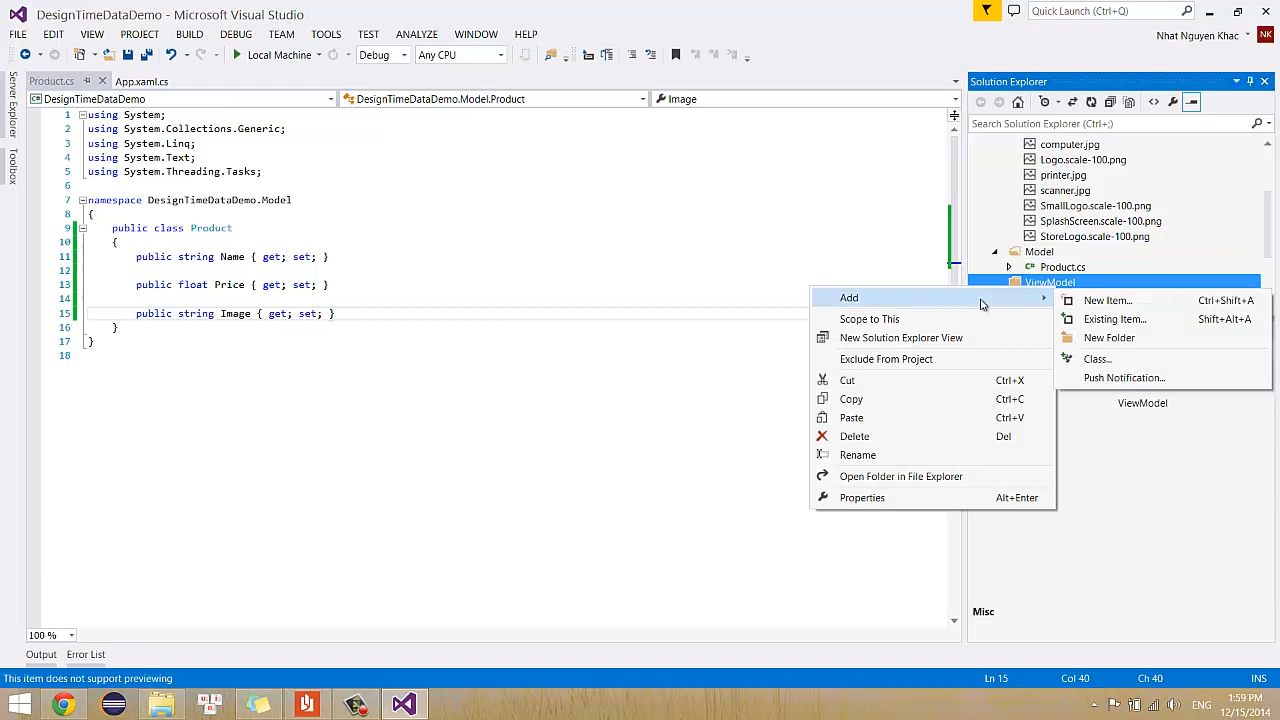 DesignTimeDataDemo - Microsoft Visual Studio
Quick Launch (Ctrl+Q)
FILE EDIT VIEW PROJECT BUILD DEBUG TEAM TOOLS TEST ANALYZE WINDOW HELP
Nhat Nguyen Khac NK
Local Machine Debug Any CPU
Server Explorer
Toolbox
Product.cs App.xaml.cs
DesignTimeDataDemo DesignTimeDataDemo.Model.Product Image
1 using System;
2 using System.Collections.Generic;
3 using System.Linq;
4 using System.Text;
5 using System.Threading.Tasks;
6
7 namespace DesignTimeDataDemo.Model
8 {
9 public class Product
10 {
11 public string Name { get; set; }
12
13 public float Price { get; set; }
14
15 public string Image { get; set; }
16 }
17 }
18
100 %
Output Error List
Solution Explorer
Search Solution Explorer (Ctrl+;)
computer.jpg
Logo.scale-100.png
printer.jpg
scanner.jpg
SmallLogo.scale-100.png
SplashScreen.scale-100.png
StoreLogo.scale-100.png
Model
Product.cs
ViewModel
Add
Scope to This
New Solution Explorer View
Exclude From Project
Cut Ctrl+X
Copy Ctrl+C
Paste Ctrl+V
Delete Del
Rename
Open Folder in File Explorer
Properties Alt+Enter
New Item... Ctrl+Shift+A
Existing Item... Shift+Alt+A
New Folder
Class...
Push Notification...
ViewModel
Misc
This item does not support previewing Ln 15 Col 40 Ch 40 INS
ENG
1:59 PM
12/15/2014